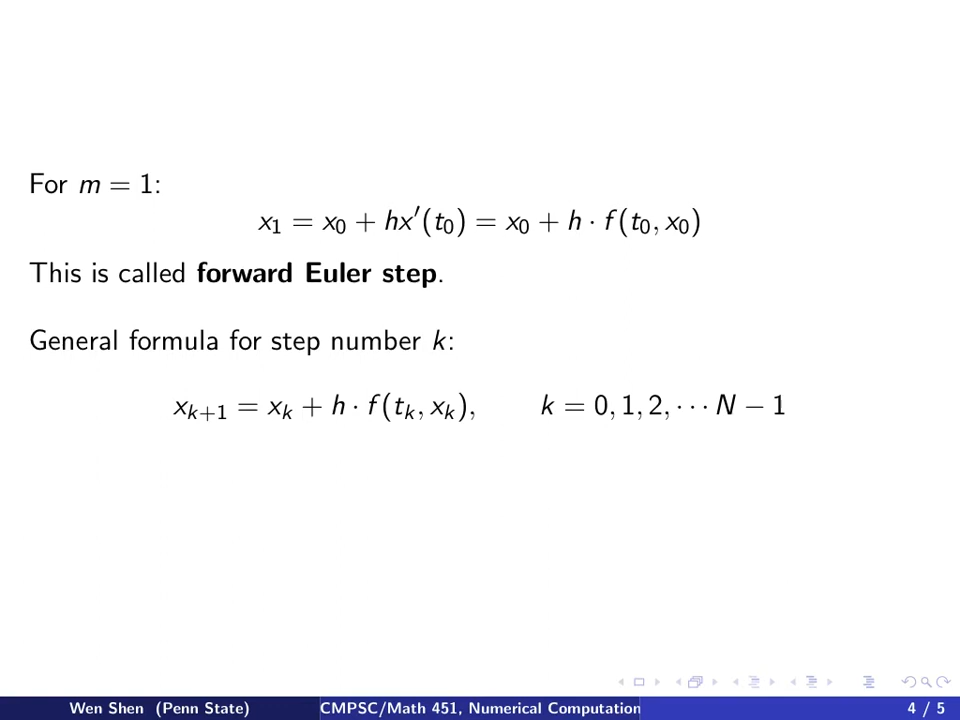 For m = 1:
x₁ = x₀ + hx′(t₀) = x₀ + h · f(t₀, x₀)
This is called forward Euler step.
General formula for step number k:
xₖ₊₁ = xₖ + h · f(tₖ, xₖ), k = 0, 1, 2, · · · N − 1
Wen Shen (Penn State) CMPSC/Math 451, Numerical Computation 4 / 5